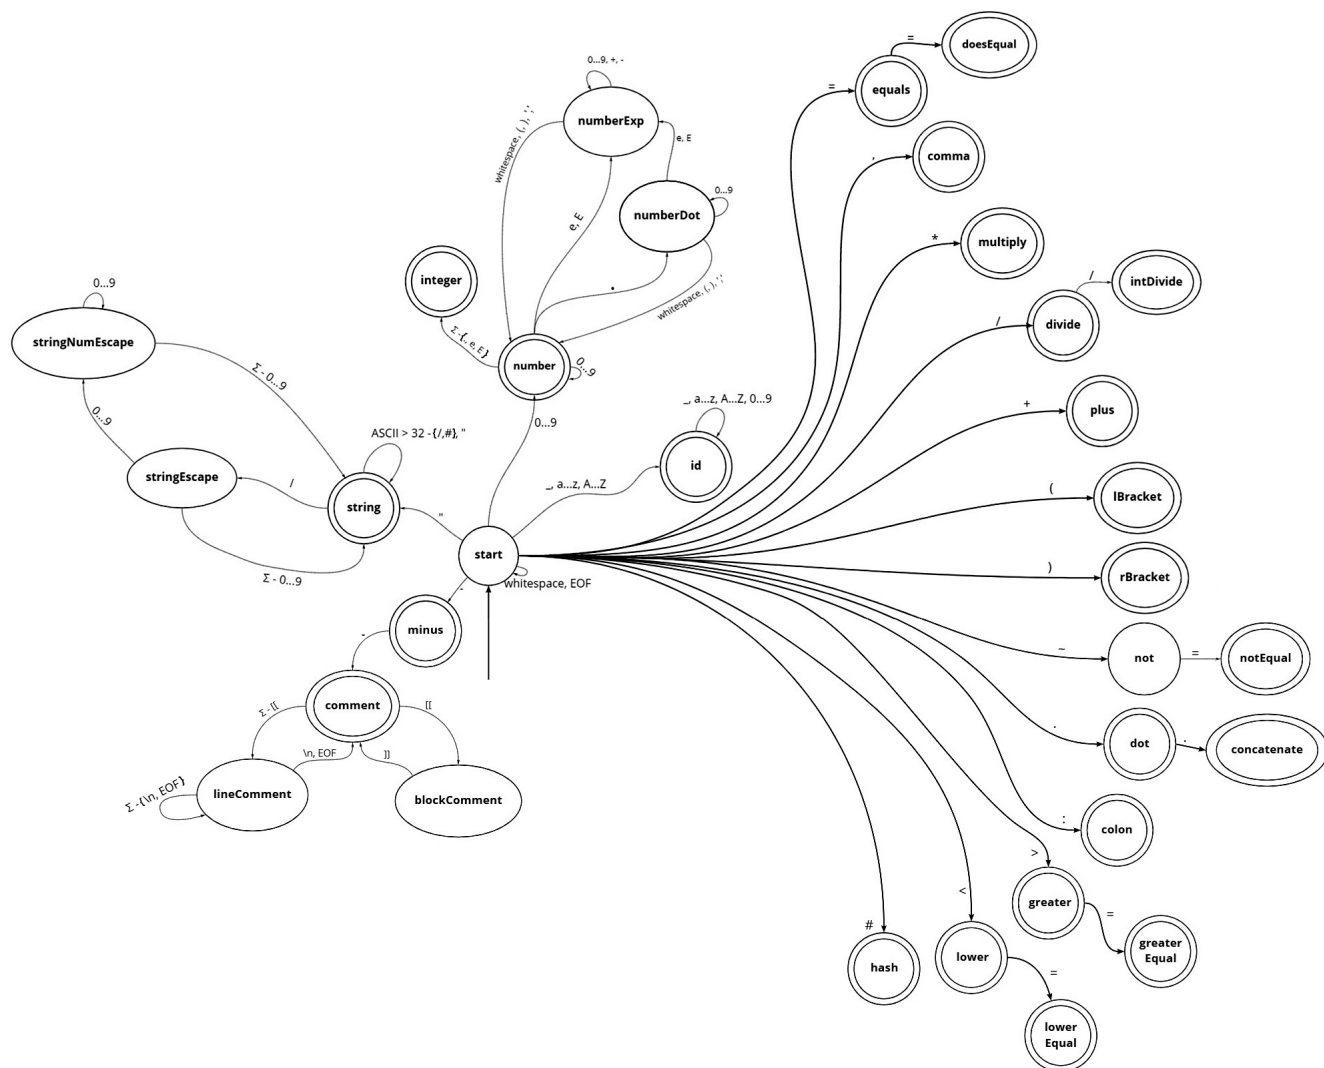 =
doesEqual
=
equals
0...9, +, -
numberExp
whitespace, (, ), ';'
e, E
,
comma
0...9
numberDot
e, E
*
multiply
.
whitespace, (, ), ';'
integer
Σ -{., e, E}
number
0...9
/
intDivide
/
divide
0...9
stringNumEscape
Σ - 0...9
0...9
0...9
_, a...z, A...Z, 0...9
id
_, a...z, A...Z
+
plus
ASCII > 32 -{/,#}, "
stringEscape
/
string
"
Σ - 0...9
start
whitespace, EOF
(
lBracket
)
rBracket
-
minus
-
~
not
=
notEqual
comment
Σ -[[
[[
\n, EOF
]]
Σ -{\n, EOF}
lineComment
blockComment
.
dot
.
concatenate
:
colon
>
greater
=
greater
Equal
<
lower
=
lower
Equal
#
hash